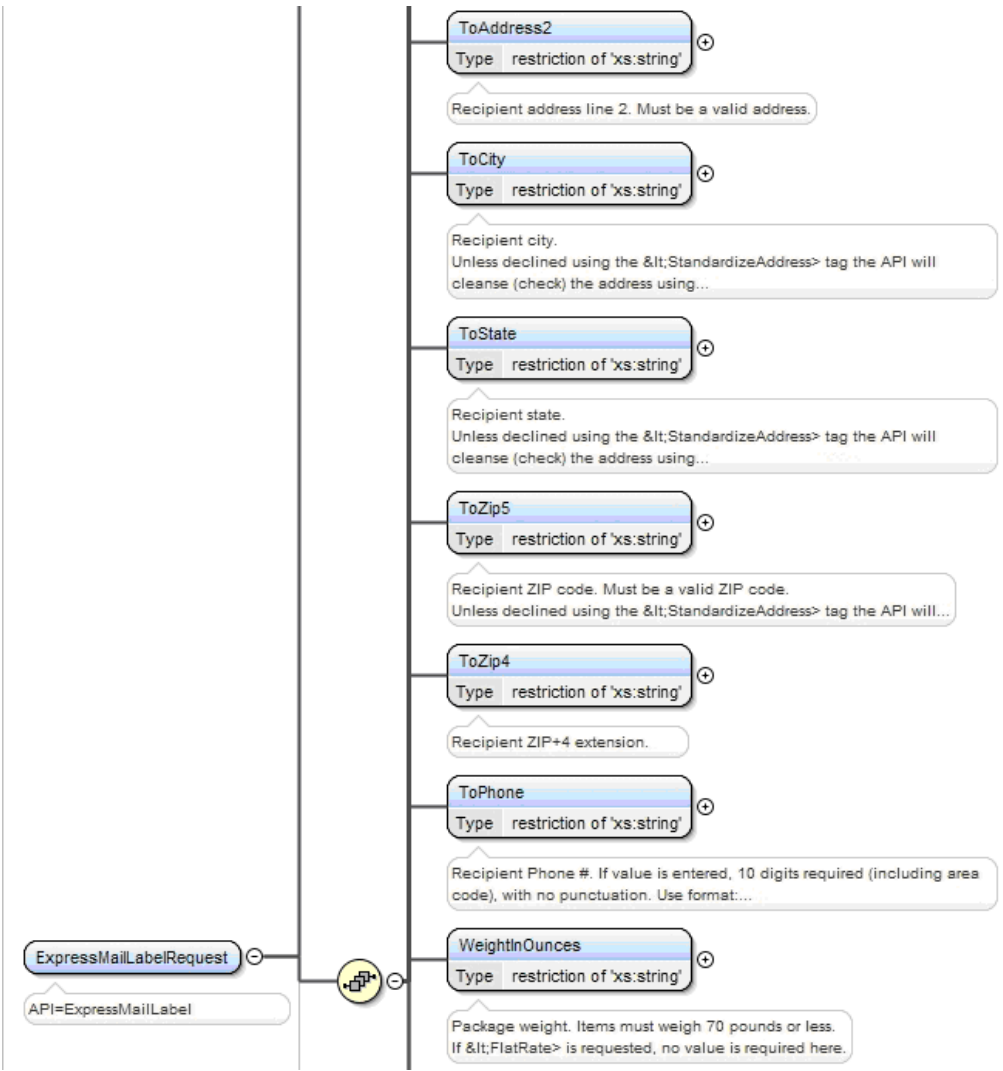 ToAddress2
Type restriction of 'xs:string'
Recipient address line 2. Must be a valid address.
ToCity
Type restriction of 'xs:string'
Recipient city.
Unless declined using the &lt;StandardizeAddress> tag the API will
cleanse (check) the address using...
ToState
Type restriction of 'xs:string'
Recipient state.
Unless declined using the &lt;StandardizeAddress> tag the API will
cleanse (check) the address using...
ToZip5
Type restriction of 'xs:string'
Recipient ZIP code. Must be a valid ZIP code.
Unless declined using the &lt;StandardizeAddress> tag the API will...
ToZip4
Type restriction of 'xs:string'
Recipient ZIP+4 extension.
ToPhone
Type restriction of 'xs:string'
Recipient Phone #. If value is entered, 10 digits required (including area
code), with no punctuation. Use format:...
ExpressMailLabelRequest
API=ExpressMailLabel
WeightInOunces
Type restriction of 'xs:string'
Package weight. Items must weigh 70 pounds or less.
If &lt;FlatRate> is requested, no value is required here.